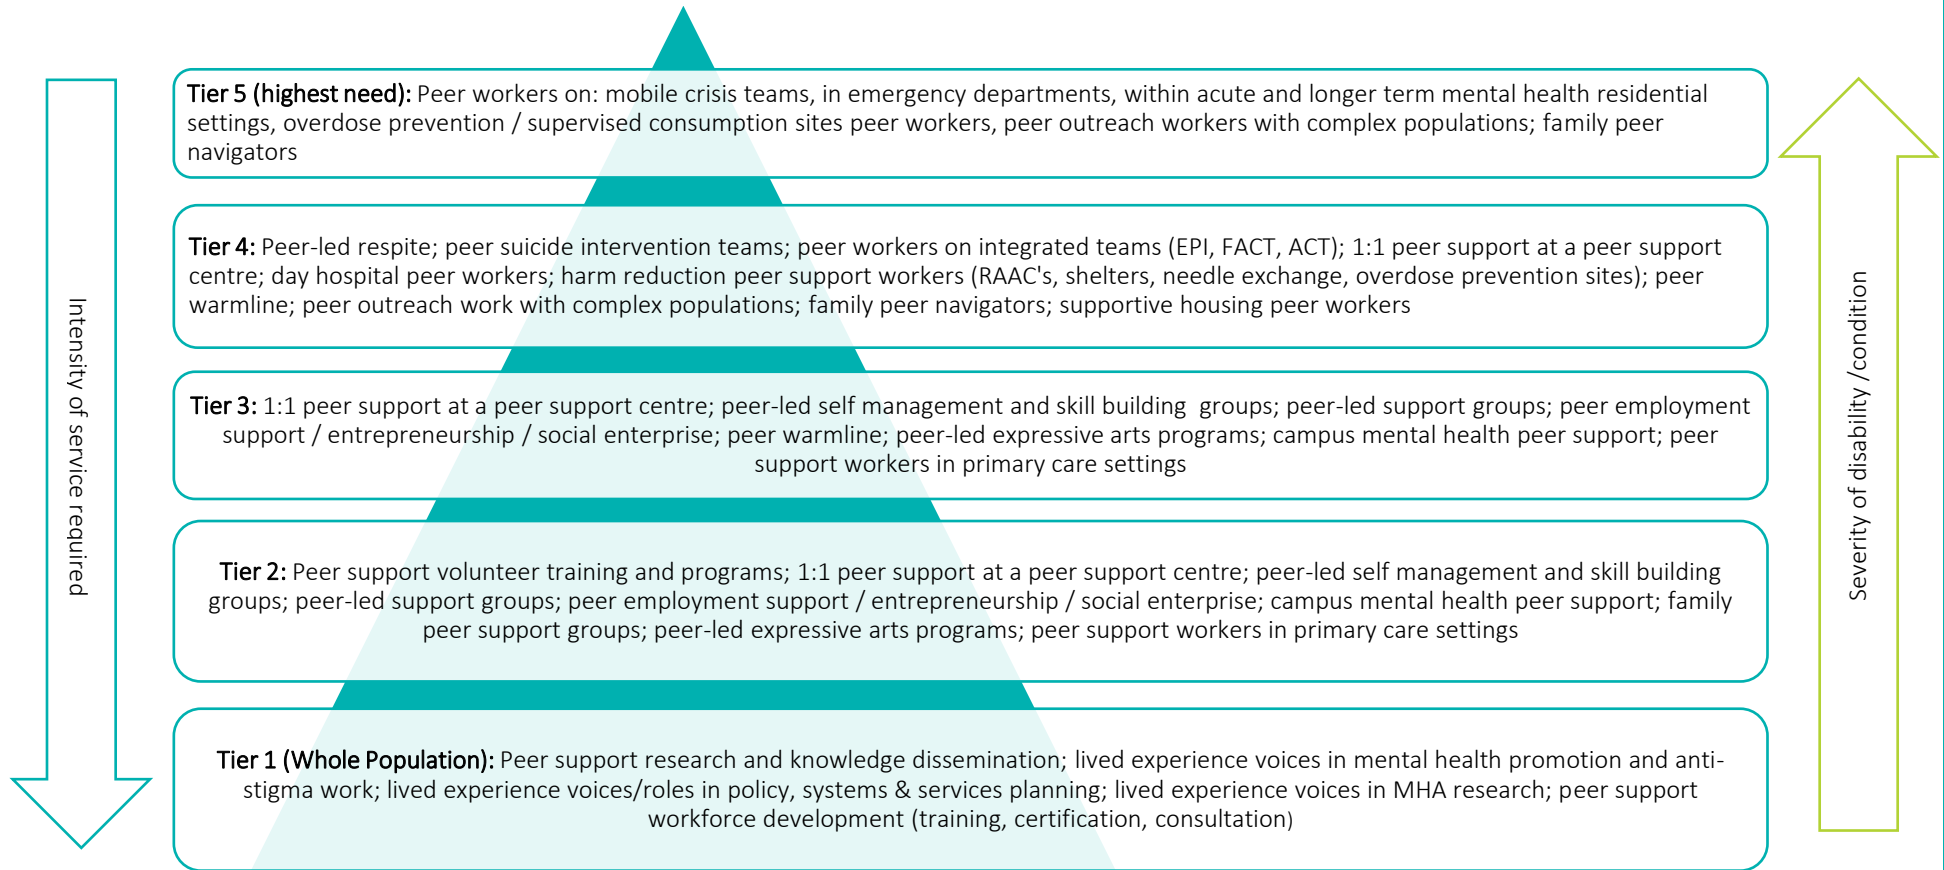 Intensity of service required
Tier 5 (highest need): Peer workers on: mobile crisis teams, in emergency departments, within acute and longer term mental health residential
settings, overdose prevention / supervised consumption sites peer workers, peer outreach workers with complex populations; family peer
navigators
Tier 4: Peer-led respite; peer suicide intervention teams; peer workers on integrated teams (EPI, FACT, ACT); 1:1 peer support at a peer support
centre; day hospital peer workers; harm reduction peer support workers (RAAC's, shelters, needle exchange, overdose prevention sites); peer
warmline; peer outreach work with complex populations; family peer navigators; supportive housing peer workers
Tier 3: 1:1 peer support at a peer support centre; peer-led self management and skill building groups; peer-led support groups; peer employment
support / entrepreneurship / social enterprise; peer warmline; peer-led expressive arts programs; campus mental health peer support; peer
support workers in primary care settings
Tier 2: Peer support volunteer training and programs; 1:1 peer support at a peer support centre; peer-led self management and skill building
groups; peer-led support groups; peer employment support / entrepreneurship / social enterprise; campus mental health peer support; family
peer support groups; peer-led expressive arts programs; peer support workers in primary care settings
Tier 1 (Whole Population): Peer support research and knowledge dissemination; lived experience voices in mental health promotion and anti-
stigma work; lived experience voices/roles in policy, systems & services planning; lived experience voices in MHA research; peer support
workforce development (training, certification, consultation)
Severity of disability /condition